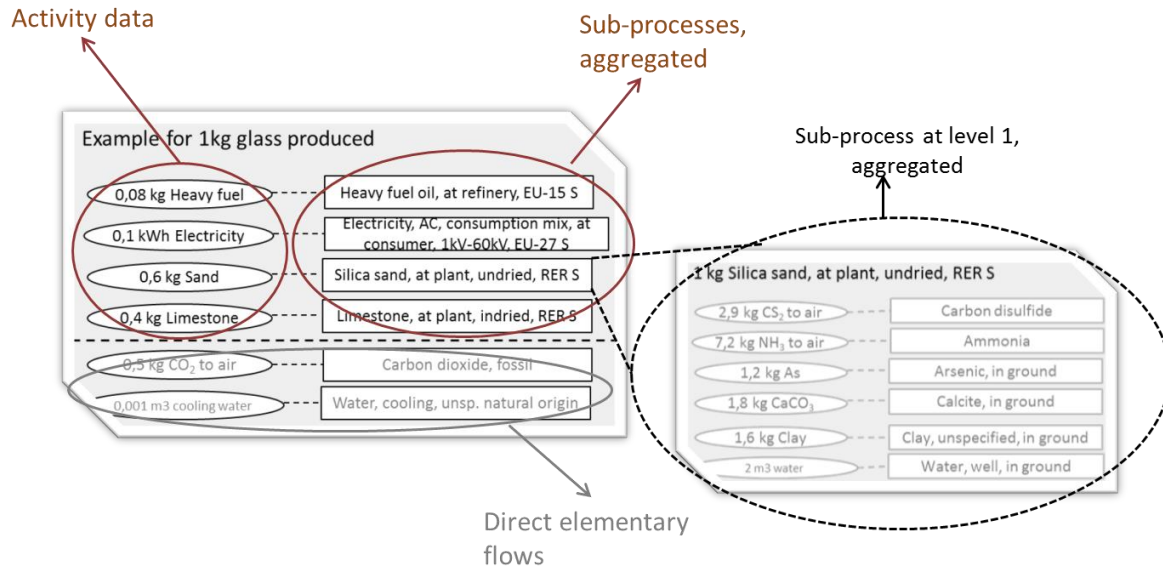 Activity data
Sub-processes,
aggregated
Example for 1kg glass produced
0,08 kg Heavy fuel
Heavy fuel oil, at refinery, EU-15 S
0,1 kWh Electricity
Electricity, AC, consumption mix, at
consumer, 1kV-60kV, EU-27 S
0,6 kg Sand
Silica sand, at plant, undried, RER S
0,4 kg Limestone
Limestone, at plant, indried, RER S
0,5 kg CO₂ to air
Carbon dioxide, fossil
0,001 m3 cooling water
Water, cooling, unsp. natural origin
Direct elementary
flows
Sub-process at level 1,
aggregated
1 kg Silica sand, at plant, undried, RER S
2,9 kg CS₂ to air
Carbon disulfide
7,2 kg NH₃ to air
Ammonia
1,2 kg As
Arsenic, in ground
1,8 kg CaCO₃
Calcite, in ground
1,6 kg Clay
Clay, unspecified, in ground
2 m3 water
Water, well, in ground